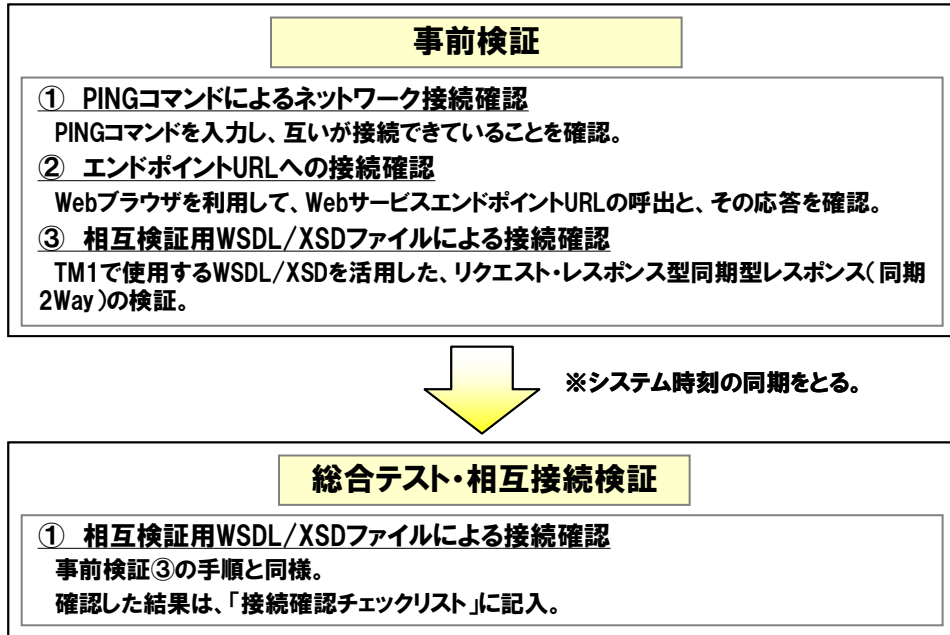 事前検証
① PINGコマンドによるネットワーク接続確認
PINGコマンドを入力し、互いが接続できていることを確認。
② エンドポイントURLへの接続確認
Webブラウザを利用して、WebサービスエンドポイントURLの呼出と、その応答を確認。
③ 相互検証用WSDL/XSDファイルによる接続確認
TM1で使用するWSDL/XSDを活用した、リクエスト・レスポンス型同期型レスポンス(同期
2Way)の検証。
※システム時刻の同期をとる。
総合テスト・相互接続検証
① 相互検証用WSDL/XSDファイルによる接続確認
事前検証③の手順と同様。
確認した結果は、「接続確認チェックリスト」に記入。